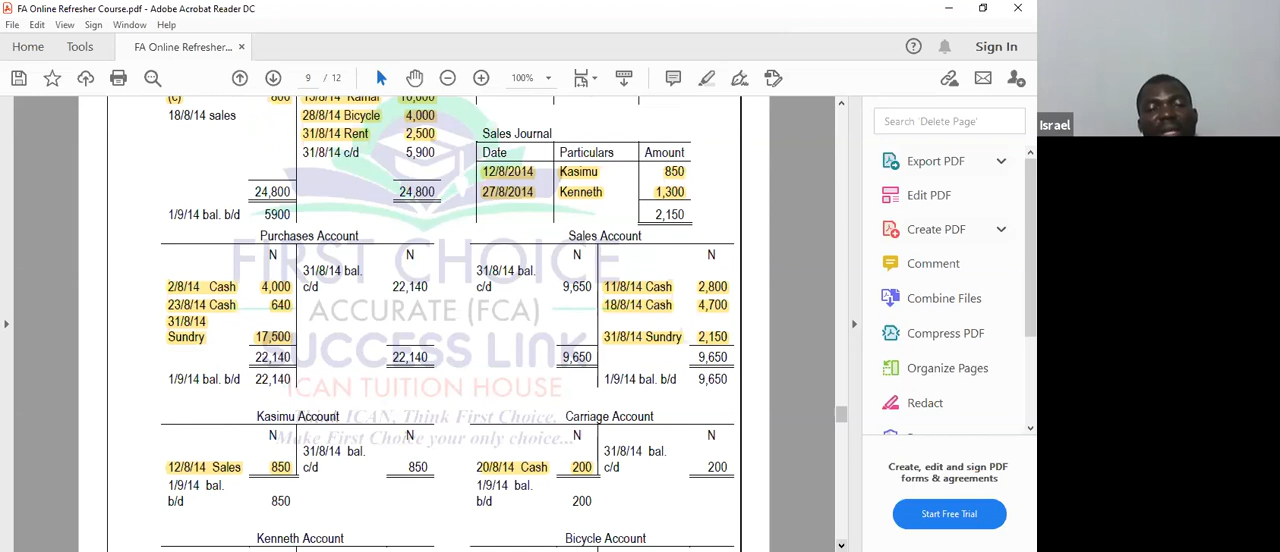 FA Online Refresher Course.pdf - Adobe Acrobat Reader DC
File Edit View Sign Window Help
Home Tools FA Online Refresher... × Sign In
9 / 12 100%
(c) 800 Kamal 10,000
18/8/14 sales 28/8/14 Bicycle 4,000
31/8/14 Rent 2,500
31/8/14 c/d 5,900
24,800 24,800
1/9/14 bal. b/d 5900
Sales Journal
Date Particulars Amount
12/8/2014 Kasimu 850
27/8/2014 Kenneth 1,300
2,150
Purchases Account
N N
31/8/14 bal.
2/8/14 Cash 4,000 c/d 22,140
23/8/14 Cash 640
31/8/14
Sundry 17,500
22,140 22,140
1/9/14 bal. b/d 22,140
Sales Account
N N
31/8/14 bal.
c/d 9,650 11/8/14 Cash 2,800
18/8/14 Cash 4,700
31/8/14 Sundry 2,150
9,650 9,650
1/9/14 bal. b/d 9,650
Kasimu Account
N N
31/8/14 bal.
12/8/14 Sales 850 c/d 850
1/9/14 bal.
b/d 850
Carriage Account
N N
31/8/14 bal.
20/8/14 Cash 200 c/d 200
1/9/14 bal.
b/d 200
Kenneth Account
Bicycle Account
FIRST CHOICE
ACCURATE (FCA)
SUCCESS LINK
ICAN TUITION HOUSE
ICAN, Think First Choice.
Make First Choice your only choice...
Search 'Delete Page'
Export PDF
Edit PDF
Create PDF
Comment
Combine Files
Compress PDF
Organize Pages
Redact
Create, edit and sign PDF
forms & agreements
Start Free Trial
Israel